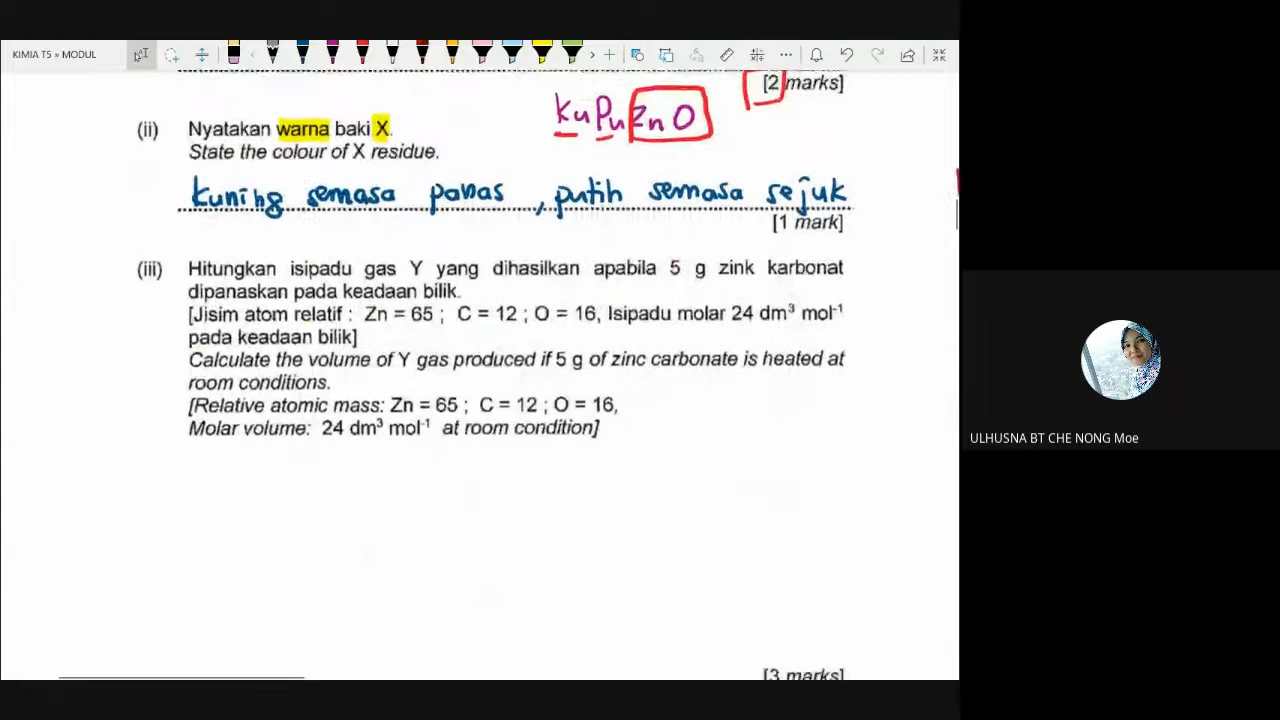 KIMIA T5 » MODUL
[2 marks]
kuPuZnO
(ii) Nyatakan warna baki X.
State the colour of X residue.
kuning semasa panas, putih semasa sejuk
[1 mark]
(iii) Hitungkan isipadu gas Y yang dihasilkan apabila 5 g zink karbonat
dipanaskan pada keadaan bilik.
[Jisim atom relatif : Zn = 65 ; C = 12 ; O = 16, Isipadu molar 24 dm³ mol⁻¹
pada keadaan bilik]
Calculate the volume of Y gas produced if 5 g of zinc carbonate is heated at
room conditions.
[Relative atomic mass: Zn = 65 ; C = 12 ; O = 16,
Molar volume: 24 dm³ mol⁻¹ at room condition]
[3 marks]
ULHUSNA BT CHE NONG Moe